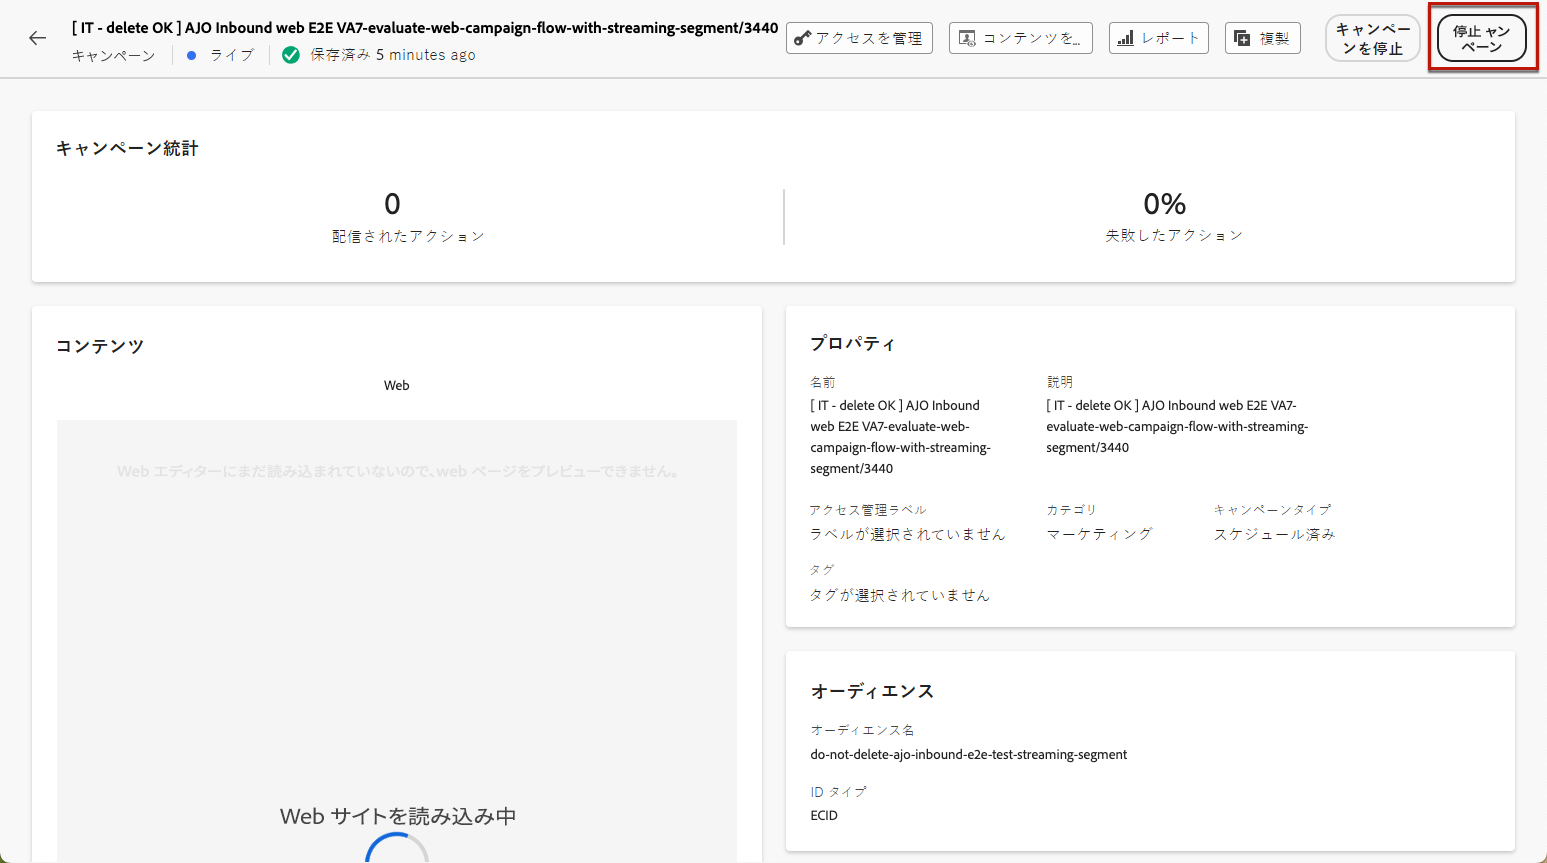 [ IT - delete OK ] AJO Inbound web E2E VA7-evaluate-web-campaign-flow-with-streaming-segment/3440
キャンペーン
ライブ
保存済み 5 minutes ago
アクセスを管理
コンテンツを...
レポート
複製
キャンペー
ンを停止
停止 ャン
ペーン
キャンペーン統計
0
配信されたアクション
0%
失敗したアクション
コンテンツ
Web
Web エディターにまだ読み込まれていないので、web ページをプレビューできません。
Web サイトを読み込み中
プロパティ
名前
[ IT - delete OK ] AJO Inbound
web E2E VA7-evaluate-web-
campaign-flow-with-streaming-
segment/3440
説明
[ IT - delete OK ] AJO Inbound web E2E VA7-
evaluate-web-campaign-flow-with-streaming-
segment/3440
アクセス管理ラベル
ラベルが選択されていません
カテゴリ
マーケティング
キャンペーンタイプ
スケジュール済み
タグ
タグが選択されていません
オーディエンス
オーディエンス名
do-not-delete-ajo-inbound-e2e-test-streaming-segment
ID タイプ
ECID